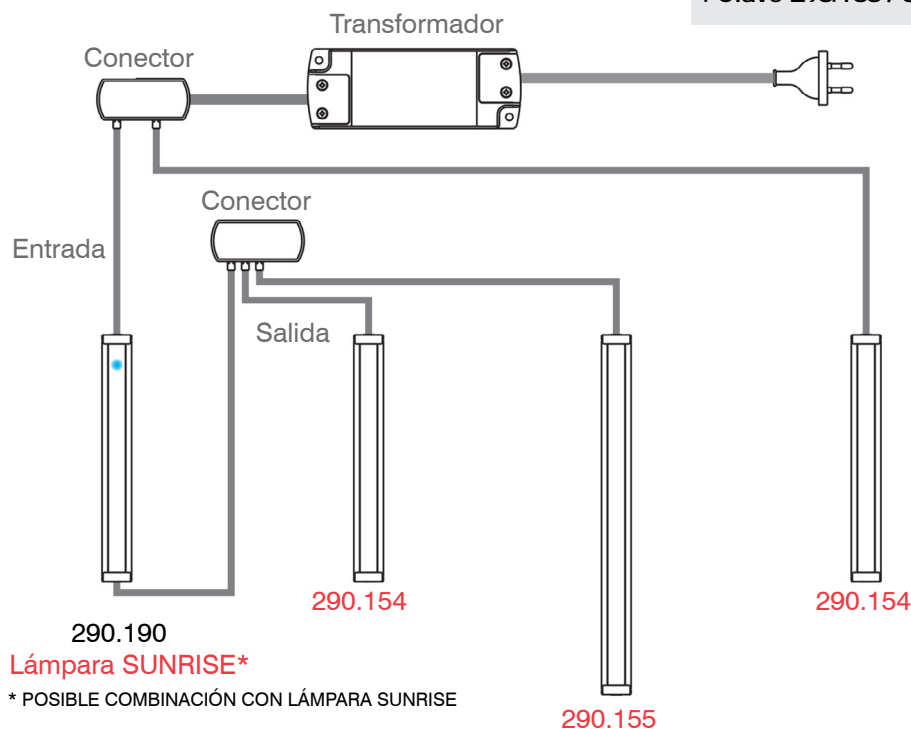 Transformador
Conector
Conector
Entrada
Salida
290.154
290.154
290.190
Lámpara SUNRISE*
* POSIBLE COMBINACIÓN CON LÁMPARA SUNRISE
290.155